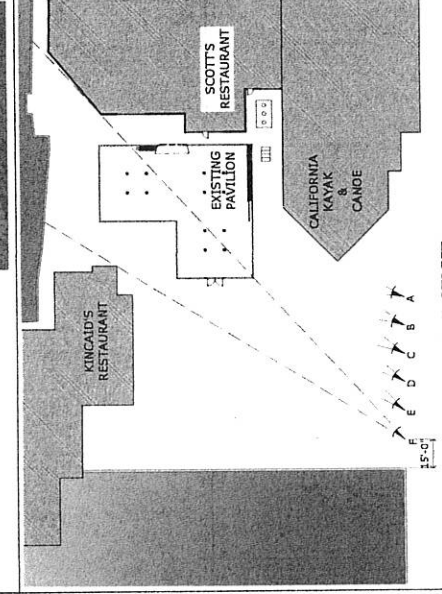 SCOTT'S
RESTAURANT
EXISTING
PAVILION
KINCAID'S
RESTAURANT
CALIFORNIA
KAYAK
&
CANOE
A
B
C
D
E
F
15'-0"